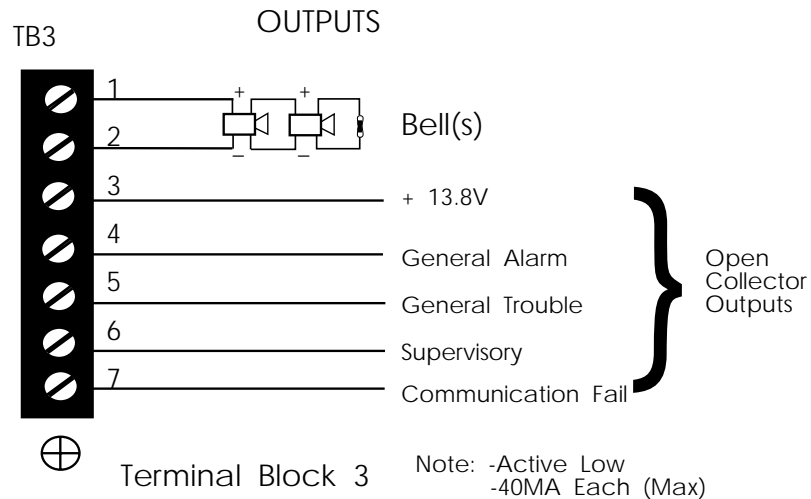 OUTPUTS
TB3
1
+ +
Bell(s)
2
– –
3
+ 13.8V
4
General Alarm
Open
Collector
Outputs
5
General Trouble
6
Supervisory
7
Communication Fail
Terminal Block 3
Note: -Active Low
-40MA Each (Max)